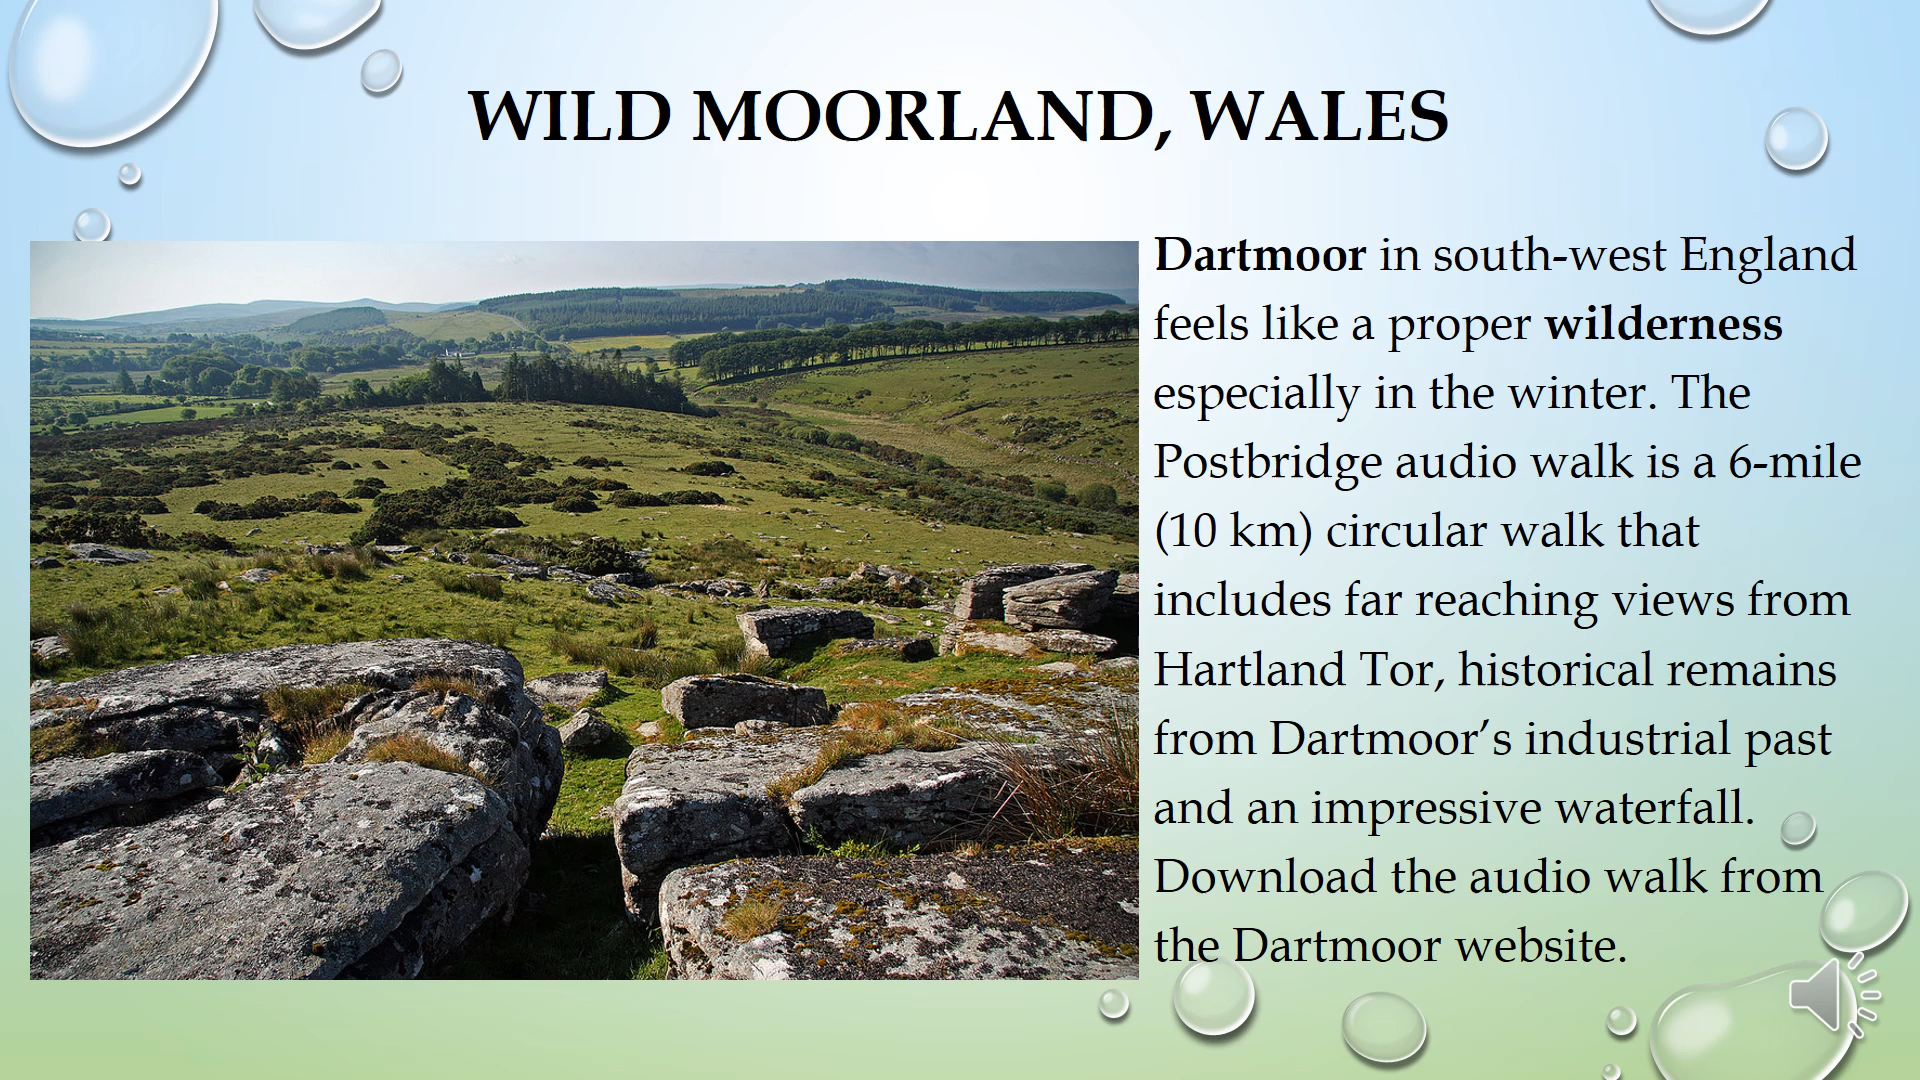 WILD MOORLAND, WALES
Dartmoor in south-west England
feels like a proper wilderness
especially in the winter. The
Postbridge audio walk is a 6-mile
(10 km) circular walk that
includes far reaching views from
Hartland Tor, historical remains
from Dartmoor’s industrial past
and an impressive waterfall.
Download the audio walk from
the Dartmoor website.